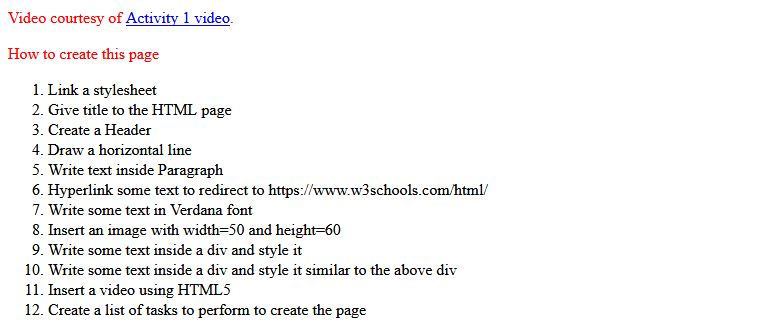 Video courtesy of Activity 1 video.
How to create this page
1. Link a stylesheet
2. Give title to the HTML page
3. Create a Header
4. Draw a horizontal line
5. Write text inside Paragraph
6. Hyperlink some text to redirect to https://www.w3schools.com/html/
7. Write some text in Verdana font
8. Insert an image with width=50 and height=60
9. Write some text inside a div and style it
10. Write some text inside a div and style it similar to the above div
11. Insert a video using HTML5
12. Create a list of tasks to perform to create the page